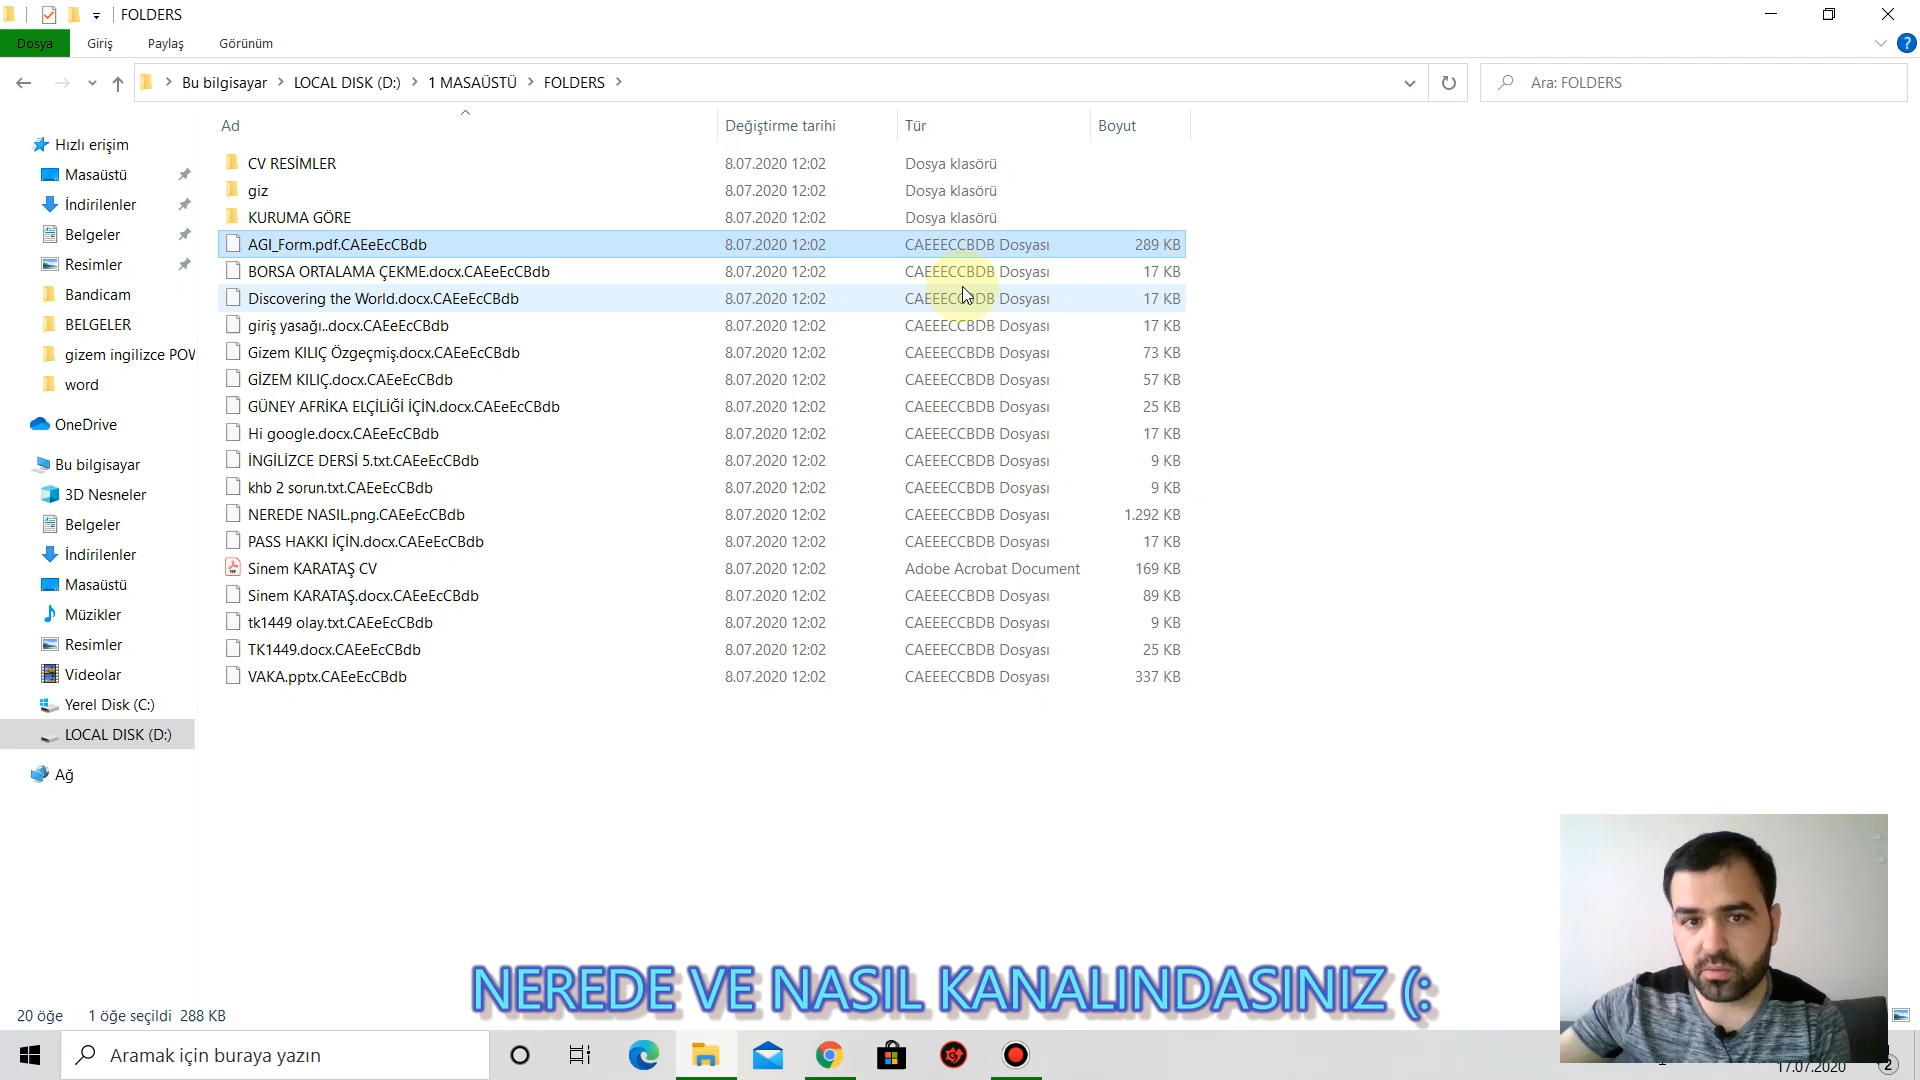 FOLDERS
Dosya Giriş Paylaş Görünüm
Bu bilgisayar > LOCAL DISK (D:) > 1 MASAÜSTÜ > FOLDERS >
Ara: FOLDERS
Ad Değiştirme tarihi Tür Boyut
CV RESİMLER 8.07.2020 12:02 Dosya klasörü
giz 8.07.2020 12:02 Dosya klasörü
KURUMA GÖRE 8.07.2020 12:02 Dosya klasörü
AGI_Form.pdf.CAEeEcCBdb 8.07.2020 12:02 CAEEECCBDB Dosyası 289 KB
BORSA ORTALAMA ÇEKME.docx.CAEeEcCBdb 8.07.2020 12:02 CAEEECCBDB Dosyası 17 KB
Discovering the World.docx.CAEeEcCBdb 8.07.2020 12:02 CAEEECCBDB Dosyası 17 KB
giriş yasağı..docx.CAEeEcCBdb 8.07.2020 12:02 CAEEECCBDB Dosyası 17 KB
Gizem KILIÇ Özgeçmiş.docx.CAEeEcCBdb 8.07.2020 12:02 CAEEECCBDB Dosyası 73 KB
GİZEM KILIÇ.docx.CAEeEcCBdb 8.07.2020 12:02 CAEEECCBDB Dosyası 57 KB
GÜNEY AFRİKA ELÇİLİĞİ İÇİN.docx.CAEeEcCBdb 8.07.2020 12:02 CAEEECCBDB Dosyası 25 KB
Hi google.docx.CAEeEcCBdb 8.07.2020 12:02 CAEEECCBDB Dosyası 17 KB
İNGİLİZCE DERSİ 5.txt.CAEeEcCBdb 8.07.2020 12:02 CAEEECCBDB Dosyası 9 KB
khb 2 sorun.txt.CAEeEcCBdb 8.07.2020 12:02 CAEEECCBDB Dosyası 9 KB
NEREDE NASIL.png.CAEeEcCBdb 8.07.2020 12:02 CAEEECCBDB Dosyası 1.292 KB
PASS HAKKI İÇİN.docx.CAEeEcCBdb 8.07.2020 12:02 CAEEECCBDB Dosyası 17 KB
Sinem KARATAŞ CV 8.07.2020 12:02 Adobe Acrobat Document 169 KB
Sinem KARATAŞ.docx.CAEeEcCBdb 8.07.2020 12:02 CAEEECCBDB Dosyası 89 KB
tk1449 olay.txt.CAEeEcCBdb 8.07.2020 12:02 CAEEECCBDB Dosyası 9 KB
TK1449.docx.CAEeEcCBdb 8.07.2020 12:02 CAEEECCBDB Dosyası 25 KB
VAKA.pptx.CAEeEcCBdb 8.07.2020 12:02 CAEEECCBDB Dosyası 337 KB
Hızlı erişim
Masaüstü
İndirilenler
Belgeler
Resimler
Bandicam
BELGELER
gizem ingilizce POW
word
OneDrive
Bu bilgisayar
3D Nesneler
Belgeler
İndirilenler
Masaüstü
Müzikler
Resimler
Videolar
Yerel Disk (C:)
LOCAL DISK (D:)
Ağ
NEREDE VE NASIL KANALINDASINIZ (:
20 öğe 1 öğe seçildi 288 KB
Aramak için buraya yazın
17.07.2020
2